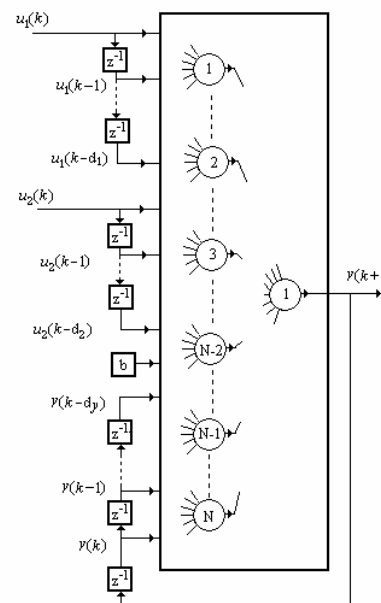 u₁(k)
z⁻¹
u₁(k−1)
1
z⁻¹
u₁(k-d₁)
2
u₂(k)
z⁻¹
u₂(k−1)
3
z⁻¹
1
y(k+
u₂(k-d₂)
N-2
b
y(k-dy)
z⁻¹
N-1
y(k−1)
z⁻¹
N
y(k)
z⁻¹